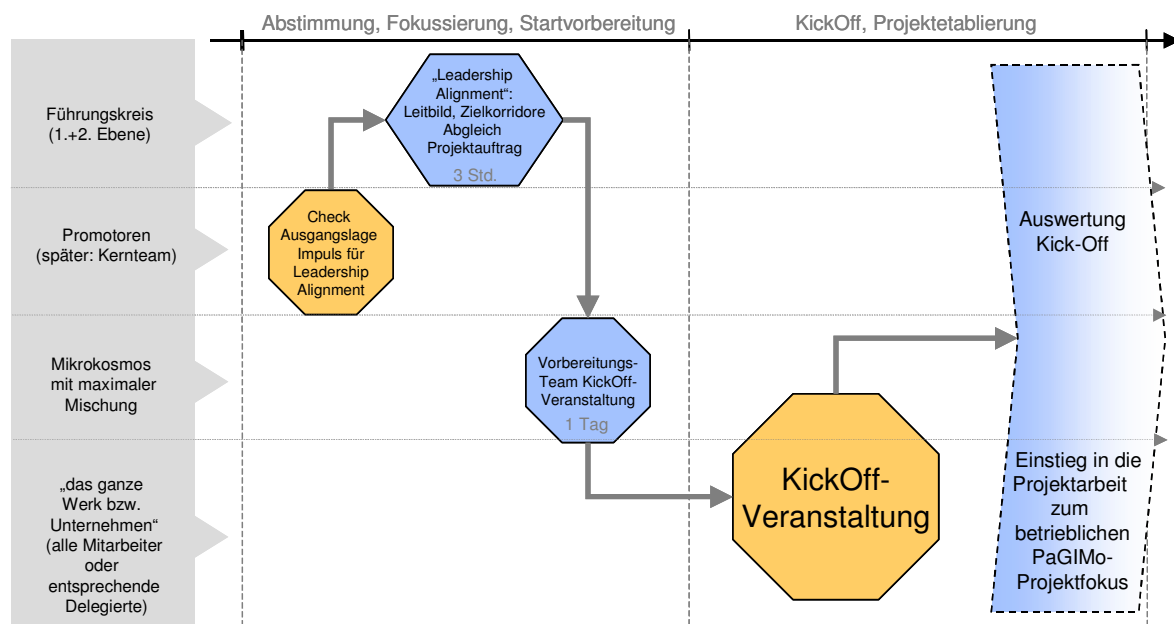 Abstimmung, Fokussierung, Startvorbereitung
KickOff, Projektetablierung
Führungskreis
(1.+2. Ebene)
„Leadership
Alignment“:
Leitbild, Zielkorridore
Abgleich
Projektauftrag
3 Std.
Promotoren
(später: Kernteam)
Check
Ausgangslage
Impuls für
Leadership
Alignment
Auswertung
Kick-Off
Mikrokosmos
mit maximaler
Mischung
Vorbereitungs-
Team KickOff-
Veranstaltung
1 Tag
„das ganze
Werk bzw.
Unternehmen“
(alle Mitarbeiter
oder
entsprechende
Delegierte)
KickOff-
Veranstaltung
Einstieg in die
Projektarbeit
zum
betrieblichen
PaGIMo-
Projektfokus